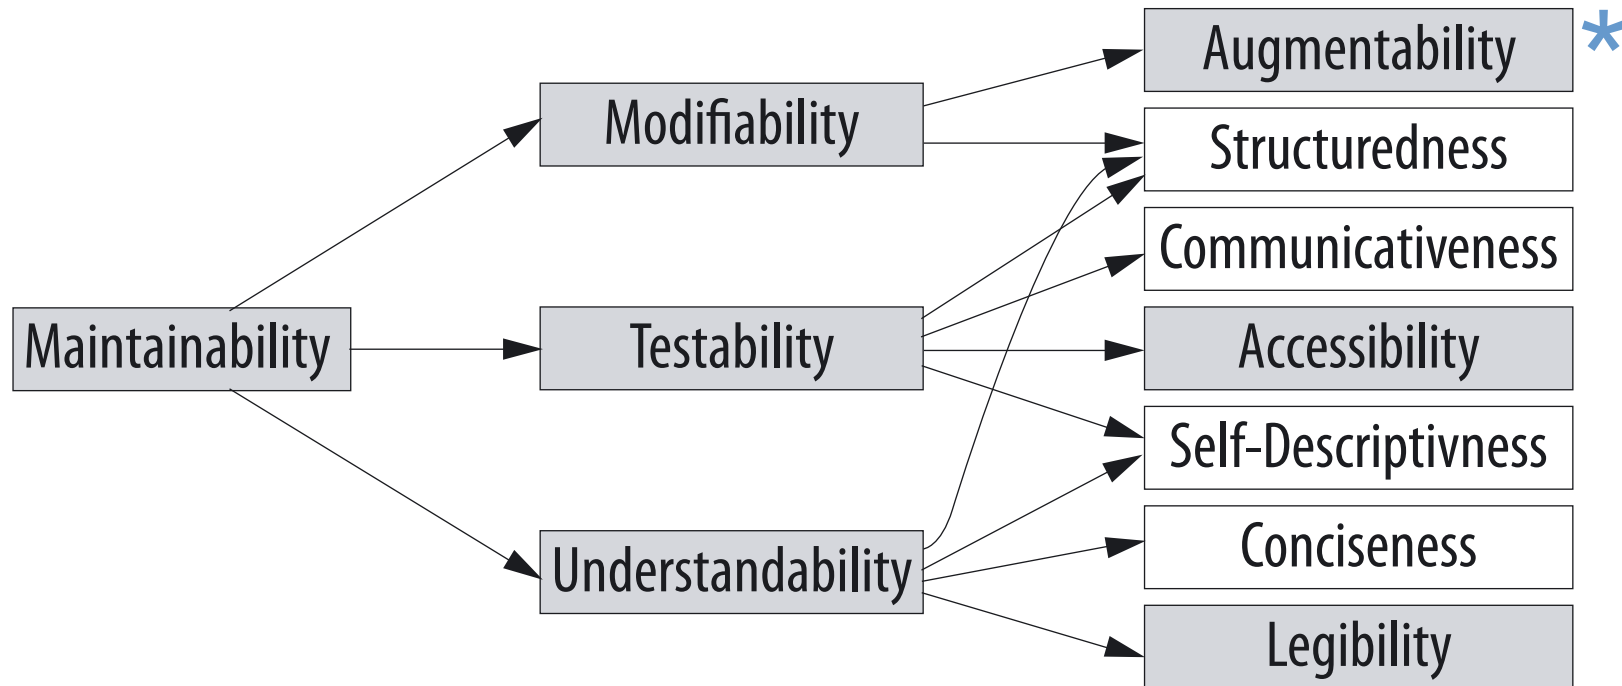 Augmentability *
Modifiability
Structuredness
Communicativeness
Maintainability
Testability
Accessibility
Self-Descriptivness
Understandability
Conciseness
Legibility